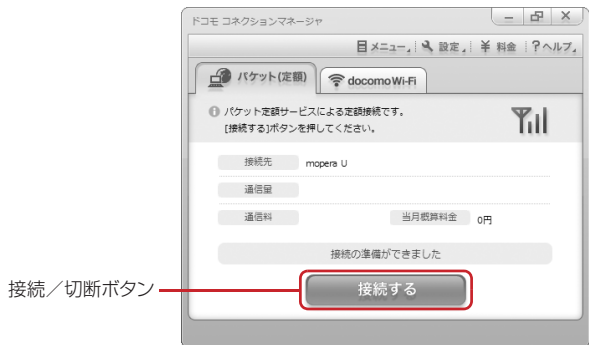 ドコモ コネクションマネージャ
メニュー 設定 料金 ?ヘルプ
パケット(定額) docomo Wi-Fi
パケット定額サービスによる定額接続です。
[接続する]ボタンを押してください。
接続先 mopera U
通信量
通信料 当月概算料金 0円
接続の準備ができました
接続/切断ボタン 接続する